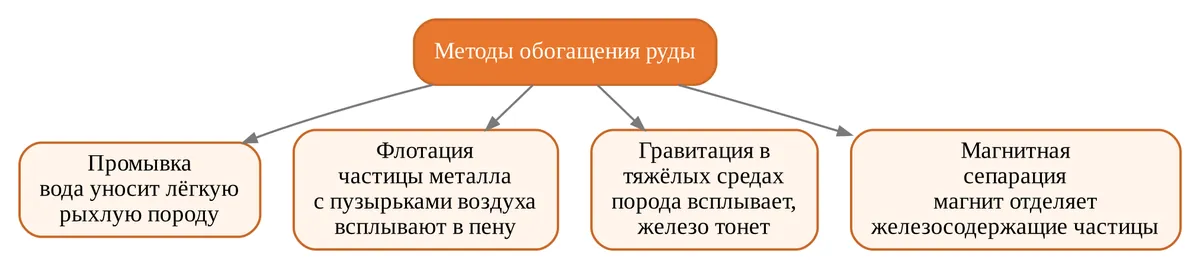 Методы обогащения руды
Промывка
вода уносит лёгкую
рыхлую породу
Флотация
частицы металла
с пузырьками воздуха
всплывают в пену
Гравитация в
тяжёлых средах
порода всплывает,
железо тонет
Магнитная
сепарация
магнит отделяет
железосодержащие частицы